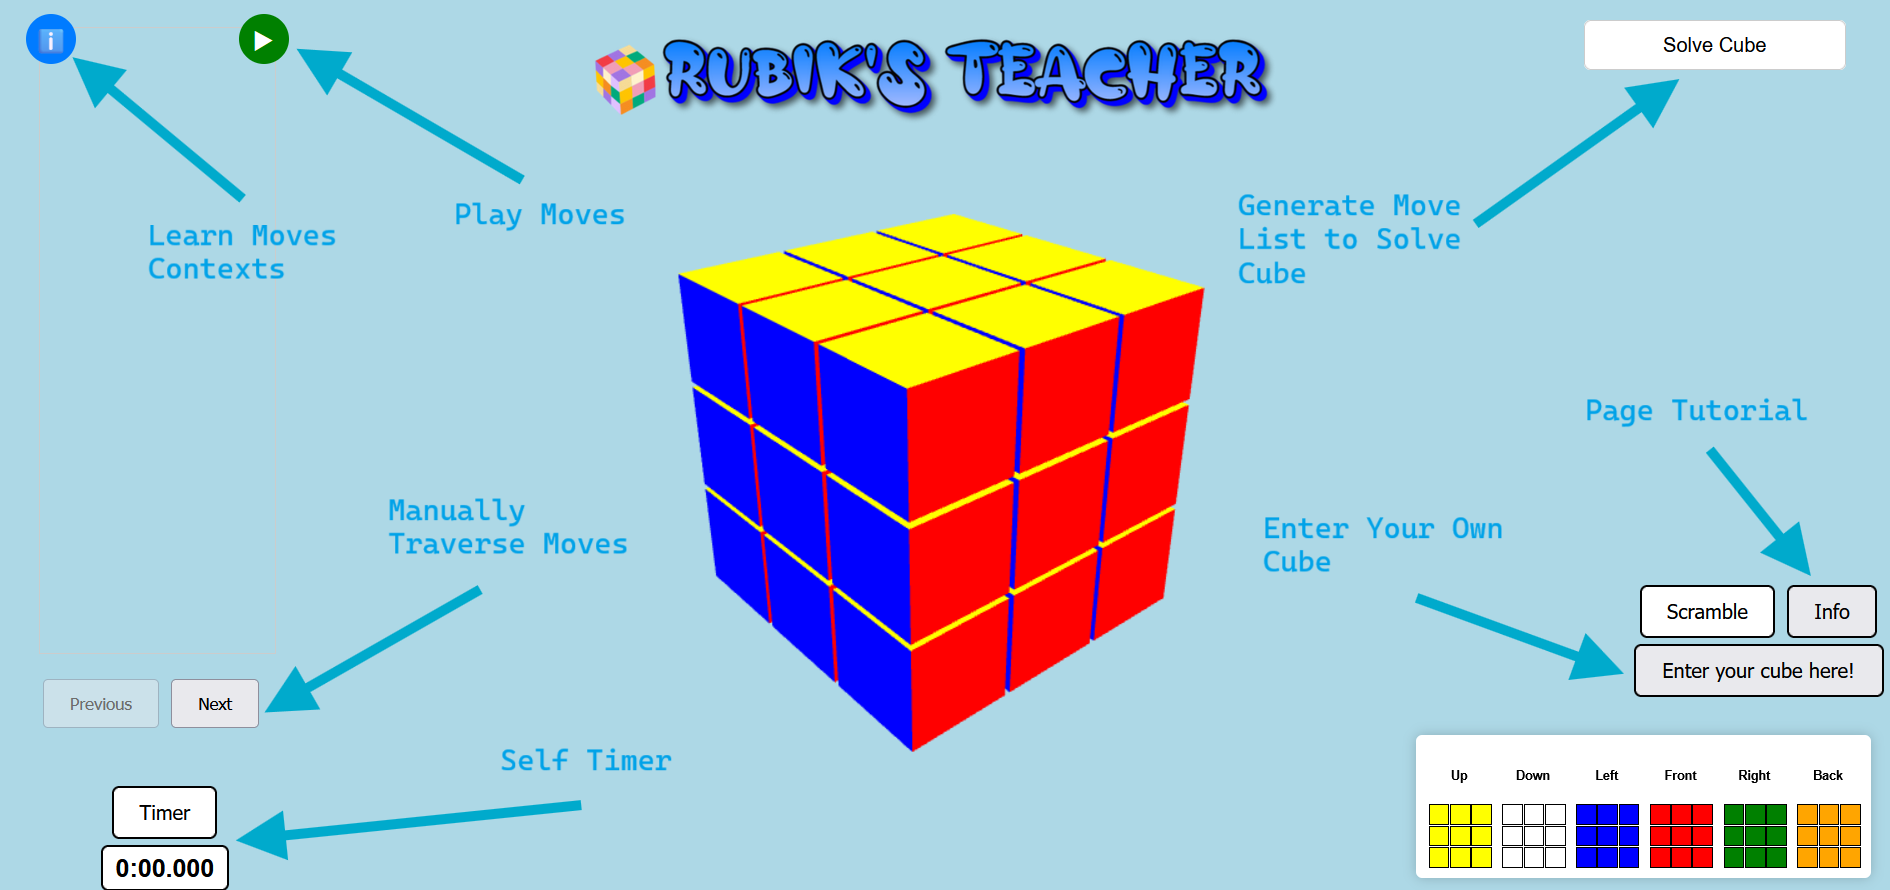 RUBIK'S TEACHER
Solve Cube
Learn Moves
Contexts
Play Moves
Generate Move
List to Solve
Cube
Page Tutorial
Manually
Traverse Moves
Enter Your Own
Cube
Scramble
Info
Enter your cube here!
Previous
Next
Self Timer
Timer
0:00.000
Up Down Left Front Right Back